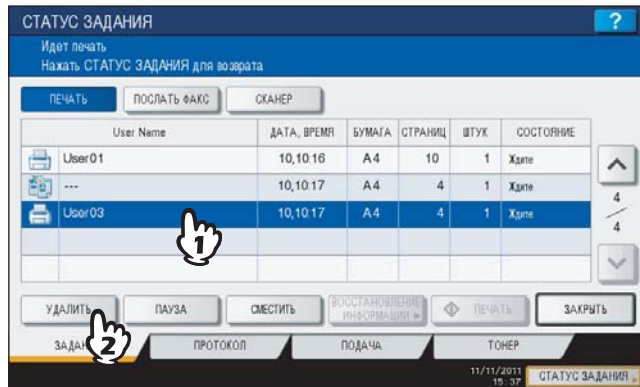 СТАТУС ЗАДАНИЯ ?
Идет печать
Нажать СТАТУС ЗАДАНИЯ для возврата
ПЕЧАТЬ ПОСЛАТЬ ФАКС СКАНЕР
User Name ДАТА, ВРЕМЯ БУМАГА СТРАНИЦ ШТУК СОСТОЯНИЕ
User01 10,10:16 A4 10 1 Ждите
--- 10,10:17 A4 4 1 Ждите
User03 10,10:17 A4 4 1 Ждите
4
4
1
УДАЛИТЬ ПАУЗА СМЕСТИТЬ ВОССТАНОВЛЕНИЕ ИНФОРМАЦИИ ПЕЧАТЬ ЗАКРЫТЬ
2
ПРОТОКОЛ ПОДАЧА ТОНЕР
11/11/2011
15:37 СТАТУС ЗАДАНИЯ